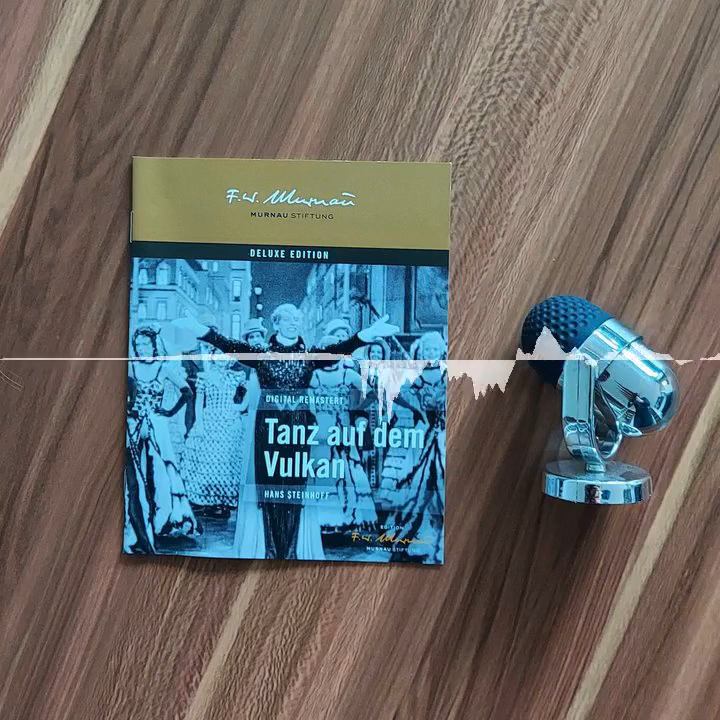 F.W. Murnau
MURNAU STIFTUNG
DELUXE EDITION
DIGITAL REMASTERT
Tanz auf dem
Vulkan
HANS STEINHOFF
EDITION
F.W. Murnau
MURNAU STIFTUNG